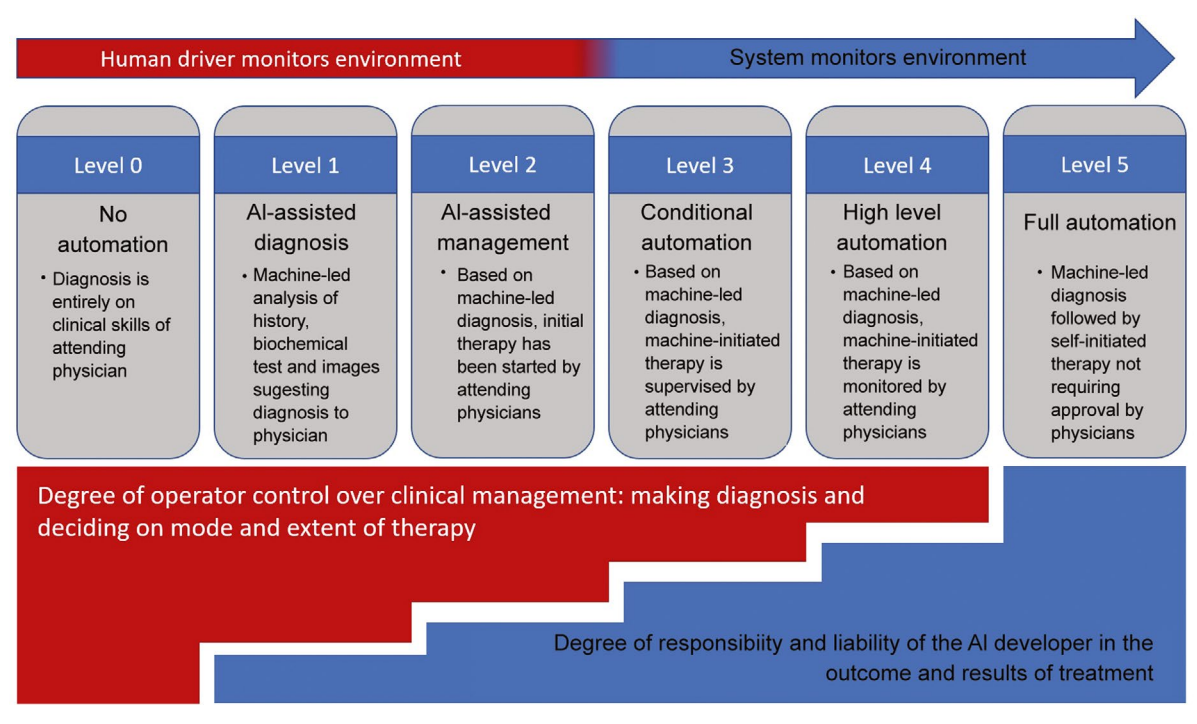 Human driver monitors environment
System monitors environment
Level 0
No
automation
• Diagnosis is
entirely on
clinical skills of
attending
physician
Level 1
AI-assisted
diagnosis
• Machine-led
analysis of
history,
biochemical
test and images
sugesting
diagnosis to
physician
Level 2
AI-assisted
management
• Based on
machine-led
diagnosis, initial
therapy has
been started by
attending
physicians
Level 3
Conditional
automation
• Based on
machine-led
diagnosis,
machine-initiated
therapy is
supervised by
attending
physicians
Level 4
High level
automation
• Based on
machine-led
diagnosis,
machine-initiated
therapy is
monitored by
attending
physicians
Level 5
Full automation
• Machine-led
diagnosis
followed by
self-initiated
therapy not
requiring
approval by
physicians
Degree of operator control over clinical management: making diagnosis and
deciding on mode and extent of therapy
Degree of responsibiity and liability of the AI developer in the
outcome and results of treatment